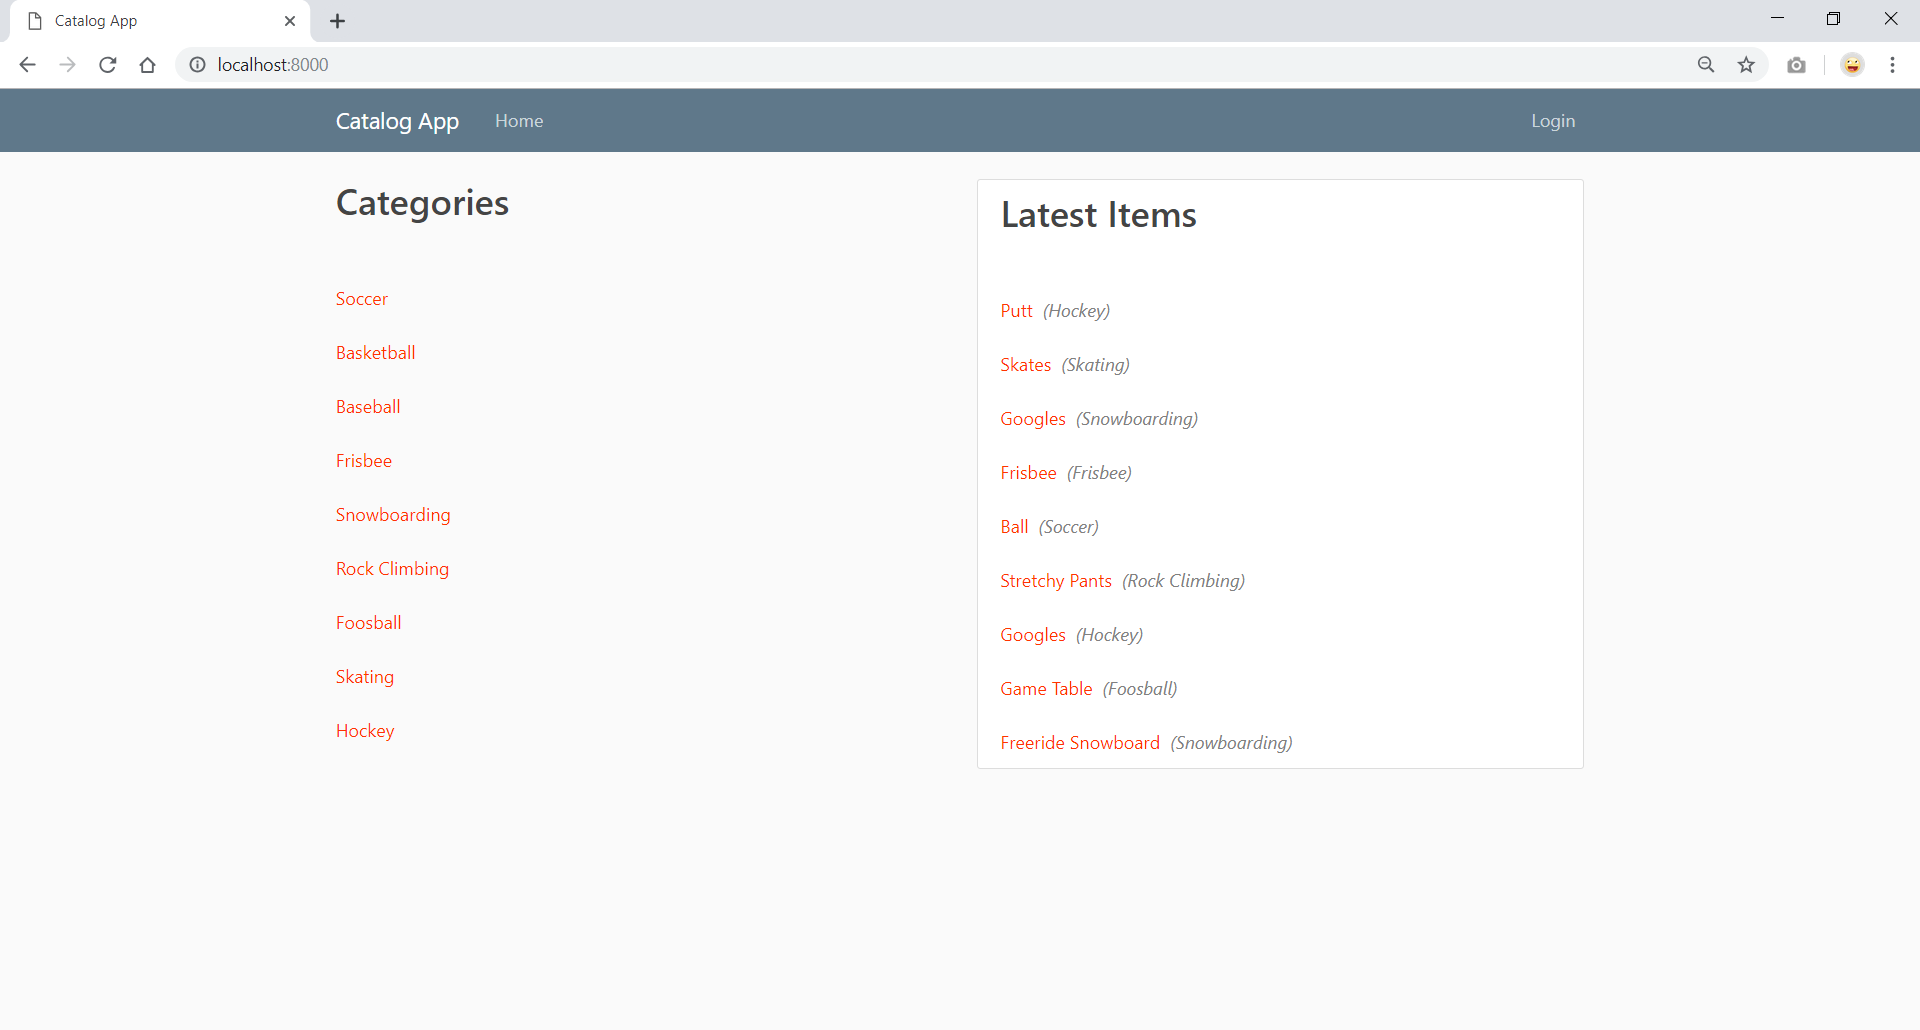 Catalog App
localhost:8000
Catalog App Home Login
Categories
Soccer
Basketball
Baseball
Frisbee
Snowboarding
Rock Climbing
Foosball
Skating
Hockey
Latest Items
Putt (Hockey)
Skates (Skating)
Googles (Snowboarding)
Frisbee (Frisbee)
Ball (Soccer)
Stretchy Pants (Rock Climbing)
Googles (Hockey)
Game Table (Foosball)
Freeride Snowboard (Snowboarding)